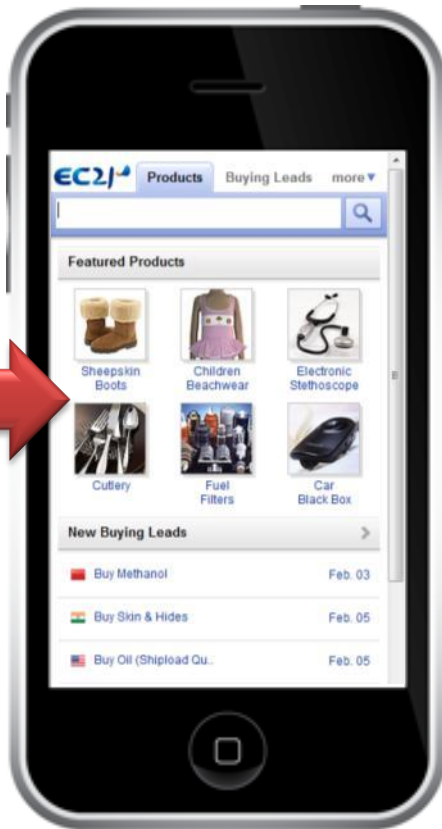 EC21 Products Buying Leads more
Featured Products
Sheepskin Boots
Children Beachwear
Electronic Stethoscope
Cutlery
Fuel Filters
Car Black Box
New Buying Leads
Buy Methanol Feb. 03
Buy Skin & Hides Feb. 05
Buy Oil (Shipload Qu.. Feb. 05